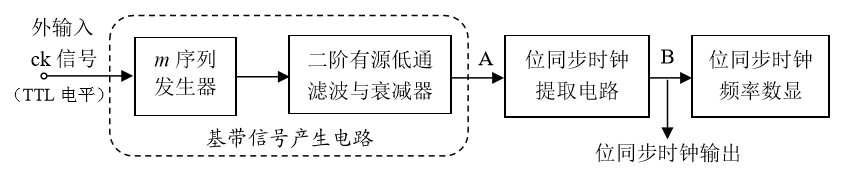 外输入
ck 信号
（TTL 电平）
m 序列
发生器
二阶有源低通
滤波与衰减器
基带信号产生电路
A
位同步时钟
提取电路
B
位同步时钟
频率数显
位同步时钟输出